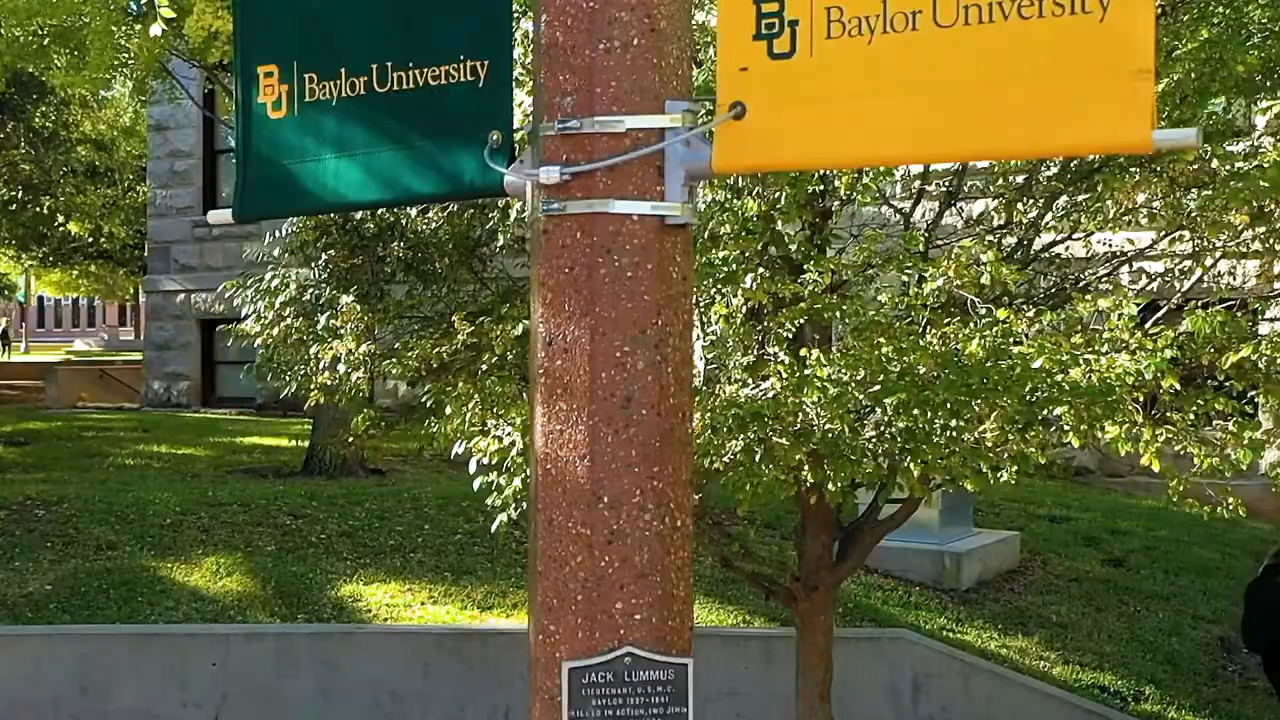 BU Baylor University
BU Baylor University
JACK LUMMUS
LIEUTENANT, U.S.M.C.
BAYLOR 1937-1941
KILLED IN ACTION, IWO JIMA